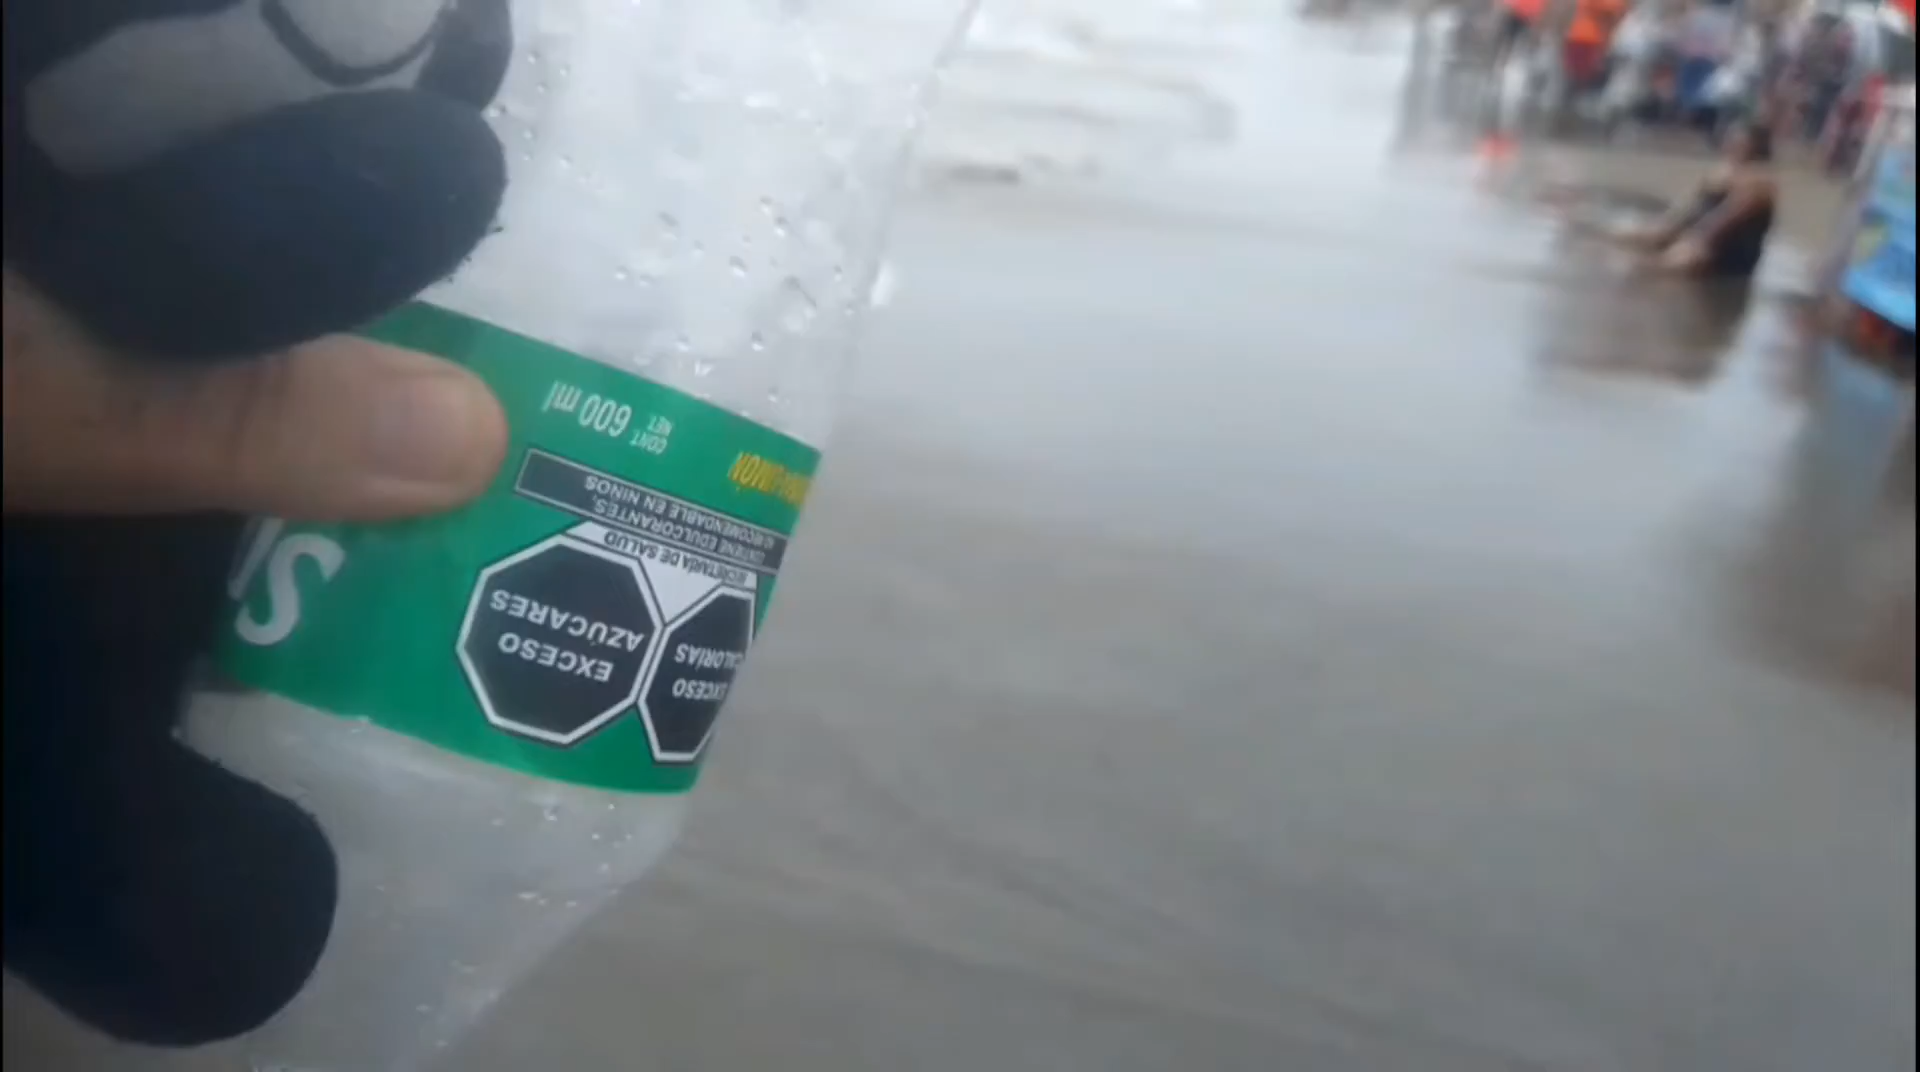 CONT. NET. 600 ml
CONTIENE EDULCORANTES,
NO RECOMENDABLE EN NIÑOS
SECRETARÍA DE SALUD
EXCESO
CALORÍAS
EXCESO
AZÚCARES